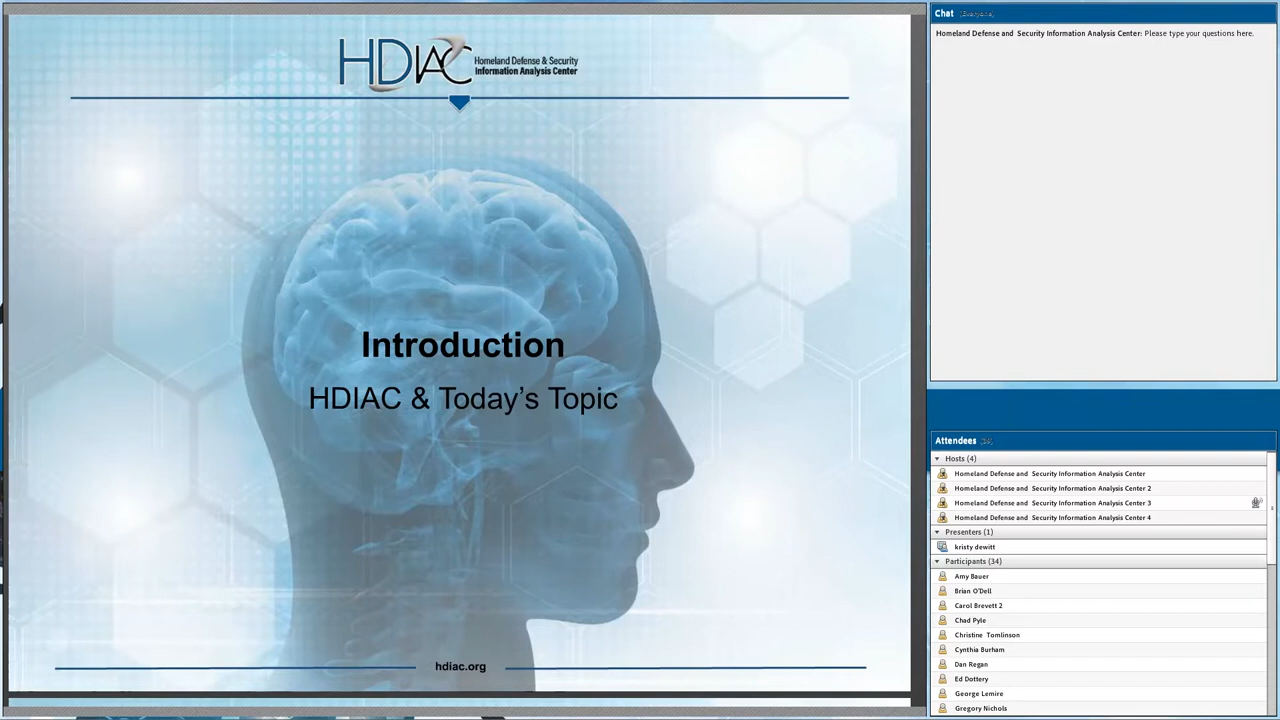 HDIAC
Homeland Defense & Security
Information Analysis Center
Introduction
HDIAC & Today's Topic
hdiac.org
Chat (Everyone)
Homeland Defense and Security Information Analysis Center: Please type your questions here.
Attendees
Hosts (4)
Homeland Defense and Security Information Analysis Center
Homeland Defense and Security Information Analysis Center 2
Homeland Defense and Security Information Analysis Center 3
Homeland Defense and Security Information Analysis Center 4
Presenters (1)
kristy dewitt
Participants (34)
Amy Bauer
Brian O'Dell
Carol Brevett 2
Chad Pyle
Christine Tomlinson
Cynthia Burham
Dan Regan
Ed Dottery
George Lemire
Gregory Nichols